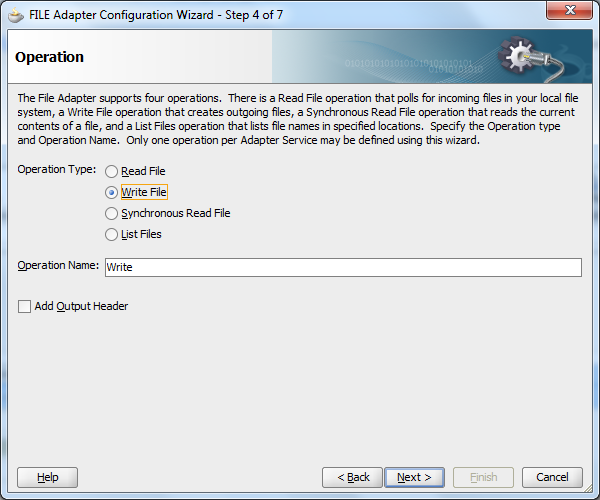 FILE Adapter Configuration Wizard - Step 4 of 7
Operation
0101010101010101010101010101
0101010101010
The File Adapter supports four operations.  There is a Read File operation that polls for incoming files in your local file
system, a Write File operation that creates outgoing files, a Synchronous Read File operation that reads the current
contents of a file, and a List Files operation that lists file names in specified locations.  Specify the Operation type
and Operation Name.  Only one operation per Adapter Service may be defined using this wizard.
Operation Type:
Read File
Write File
Synchronous Read File
List Files
Operation Name: Write
Add Output Header
Help < Back Next > Finish Cancel